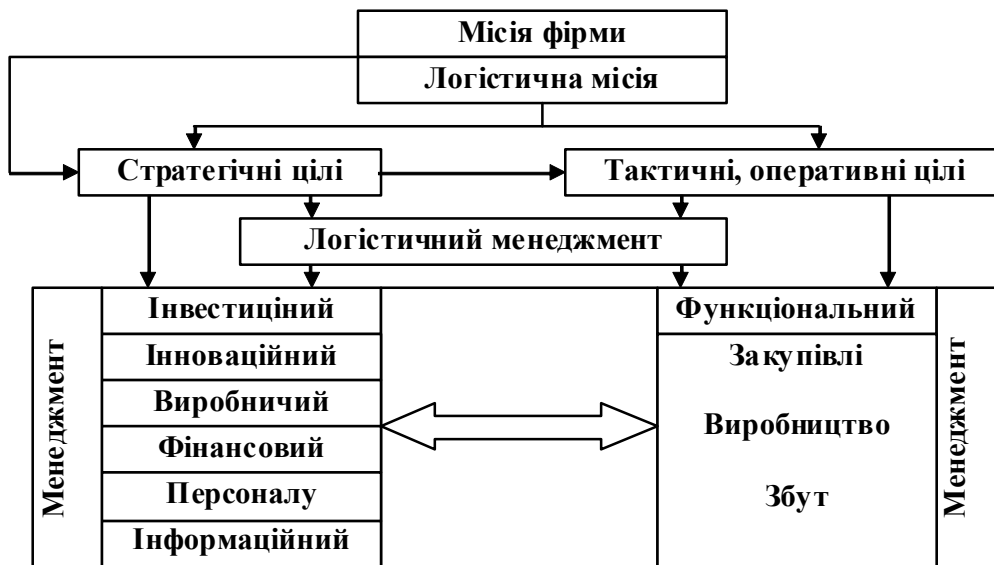 Місія фірми
Логістична місія
Стратегічні цілі
Тактичні, оперативні цілі
Логістичний менеджмент
Менеджмент
Інвестиціний
Інноваційний
Виробничий
Фінансовий
Персоналу
Інформаційний
Функціональний
Закупівлі
Виробництво
Збут
Менеджмент